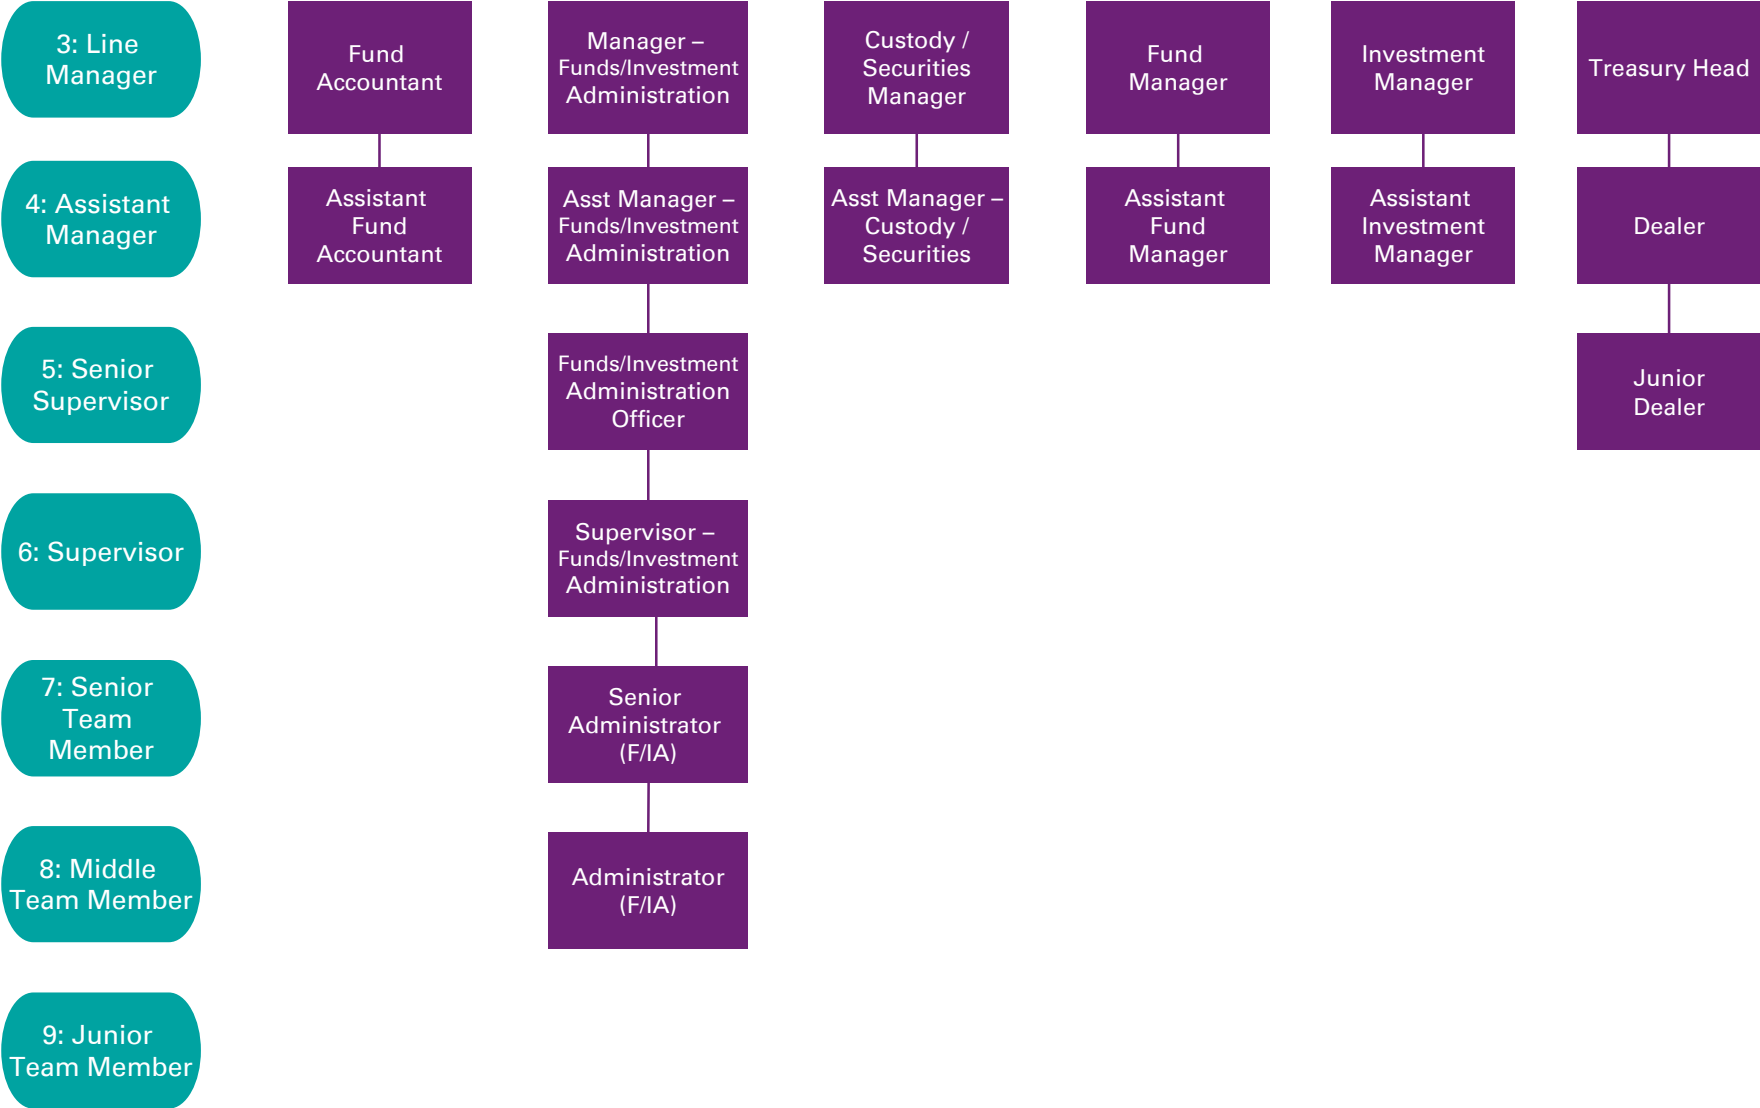 3: Line
Manager
Fund
Accountant
Manager –
Funds/Investment
Administration
Custody /
Securities
Manager
Fund
Manager
Investment
Manager
Treasury Head
4: Assistant
Manager
Assistant
Fund
Accountant
Asst Manager –
Funds/Investment
Administration
Asst Manager –
Custody /
Securities
Assistant
Fund
Manager
Assistant
Investment
Manager
Dealer
5: Senior
Supervisor
Funds/Investment
Administration
Officer
Junior
Dealer
6: Supervisor
Supervisor –
Funds/Investment
Administration
7: Senior
Team
Member
Senior
Administrator
(F/IA)
8: Middle
Team Member
Administrator
(F/IA)
9: Junior
Team Member